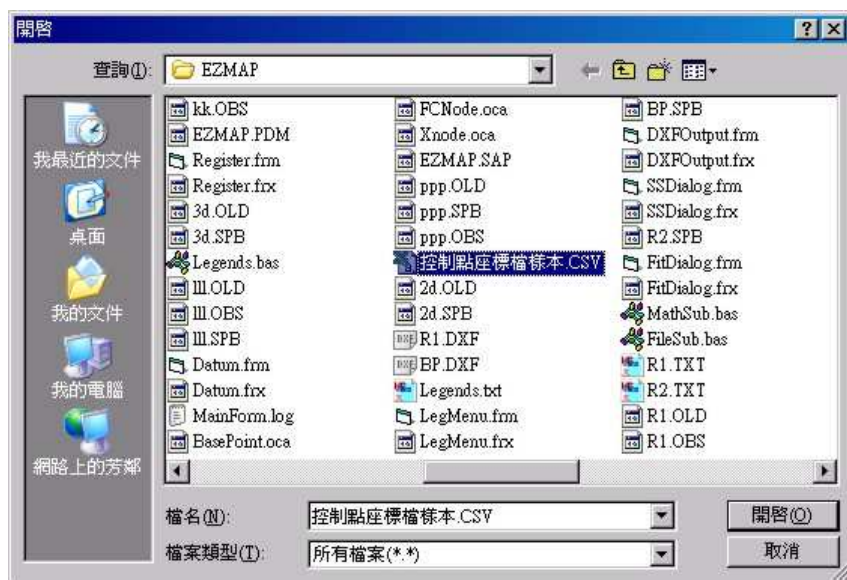 開啓
查詢(I):
EZMAP
我最近的文件
桌面
我的文件
我的電腦
網路上的芳鄰
kk.OBS
EZMAP.PDM
Register.frm
Register.frx
3d.OLD
3d.SPB
Legends.bas
lll.OLD
lll.OBS
lll.SPB
Datum.frm
Datum.frx
MainForm.log
BasePoint.oca
FCNode.oca
Xnode.oca
EZMAP.SAP
ppp.OLD
ppp.SPB
ppp.OBS
控制點座標檔樣本.CSV
2d.OLD
2d.SPB
R1.DXF
BP.DXF
Legends.txt
LegMenu.frm
LegMenu.frx
BP.SPB
DXFOutput.frm
DXFOutput.frx
SSDialog.frm
SSDialog.frx
R2.SPB
FitDialog.frm
FitDialog.frx
MathSub.bas
FileSub.bas
R1.TXT
R2.TXT
R1.OLD
R1.OBS
檔名(N):
控制點座標檔樣本.CSV
開啓(O)
檔案類型(T):
所有檔案(*.*)
取消